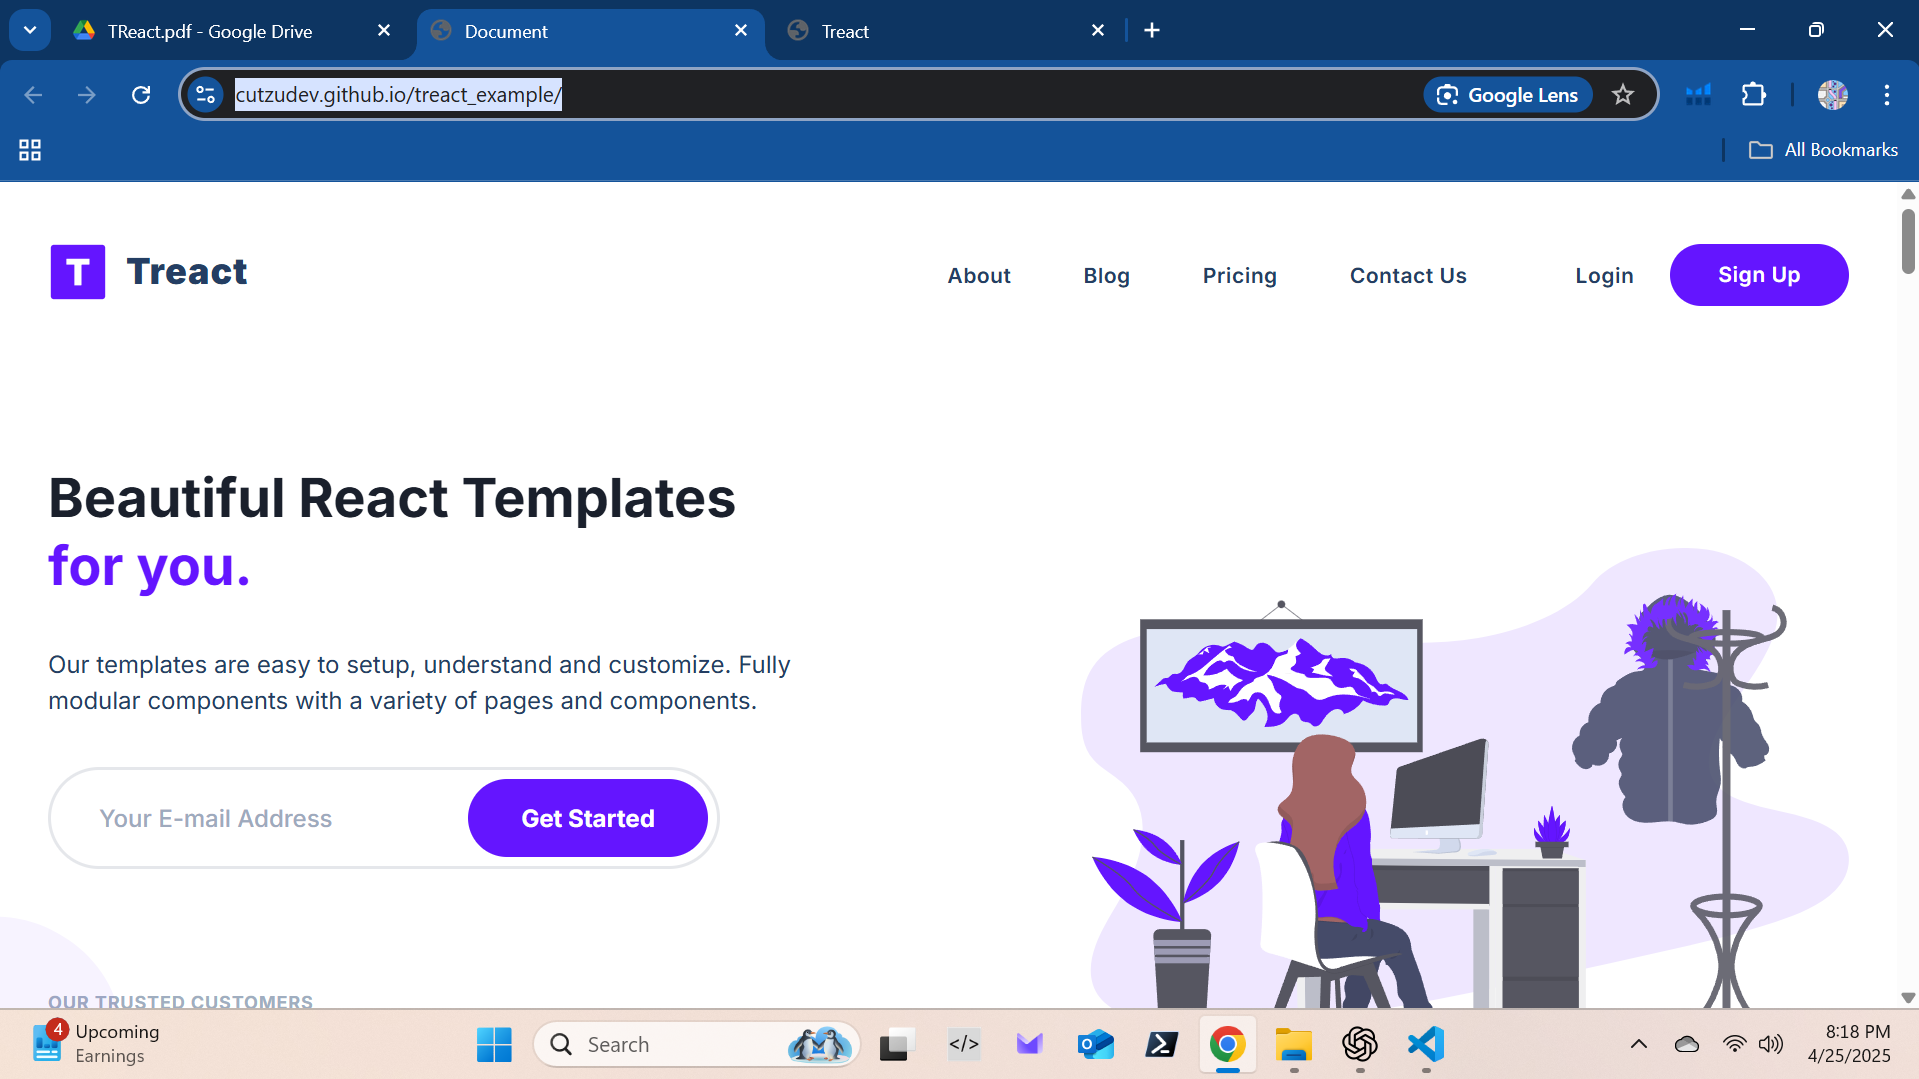 TReact.pdf - Google Drive
Document
Treact
cutzudev.github.io/treact_example/
Google Lens
All Bookmarks
T Treact
About
Blog
Pricing
Contact Us
Login
Sign Up
Beautiful React Templates
for you.
Our templates are easy to setup, understand and customize. Fully
modular components with a variety of pages and components.
Your E-mail Address
Get Started
OUR TRUSTED CUSTOMERS
4
Upcoming
Earnings
Search
8:18 PM
4/25/2025